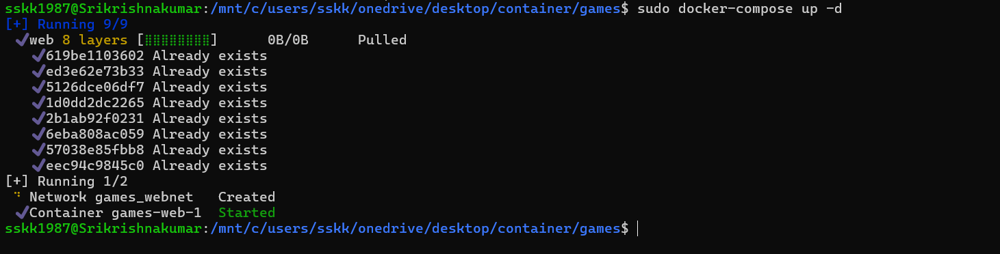 sskk1987@Srikrishnakumar:/mnt/c/users/sskk/onedrive/desktop/container/games$ sudo docker-compose up -d
[+] Running 9/9
✔web 8 layers [⣿⣿⣿⣿⣿⣿⣿⣿] 0B/0B Pulled
✔619be1103602 Already exists
✔ed3e62e73b33 Already exists
✔5126dce06df7 Already exists
✔1d0dd2dc2265 Already exists
✔2b1ab92f0231 Already exists
✔6eba808ac059 Already exists
✔57038e85fbb8 Already exists
✔eec94c9845c0 Already exists
[+] Running 1/2
⠙ Network games_webnet Created
✔Container games-web-1 Started
sskk1987@Srikrishnakumar:/mnt/c/users/sskk/onedrive/desktop/container/games$